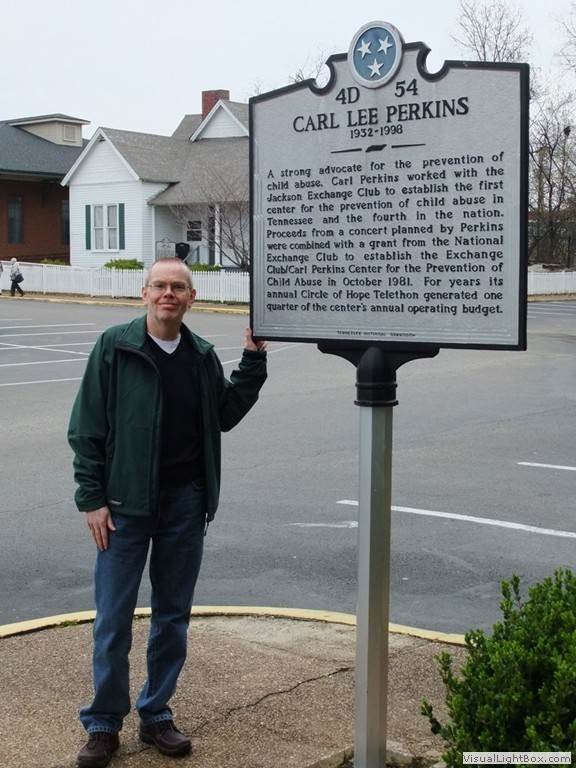 4D 54
CARL LEE PERKINS
1932-1998
A strong advocate for the prevention of
child abuse, Carl Perkins worked with the
Jackson Exchange Club to establish the first
center for the prevention of child abuse in
Tennessee and the fourth in the nation.
Proceeds from a concert planned by Perkins
were combined with a grant from the National
Exchange Club to establish the Exchange
Club/Carl Perkins Center for the Prevention of
Child Abuse in October 1981. For years its
annual Circle of Hope Telethon generated one
quarter of the center's annual operating budget.
TENNESSEE HISTORICAL COMMISSION
VisualLightBox.com